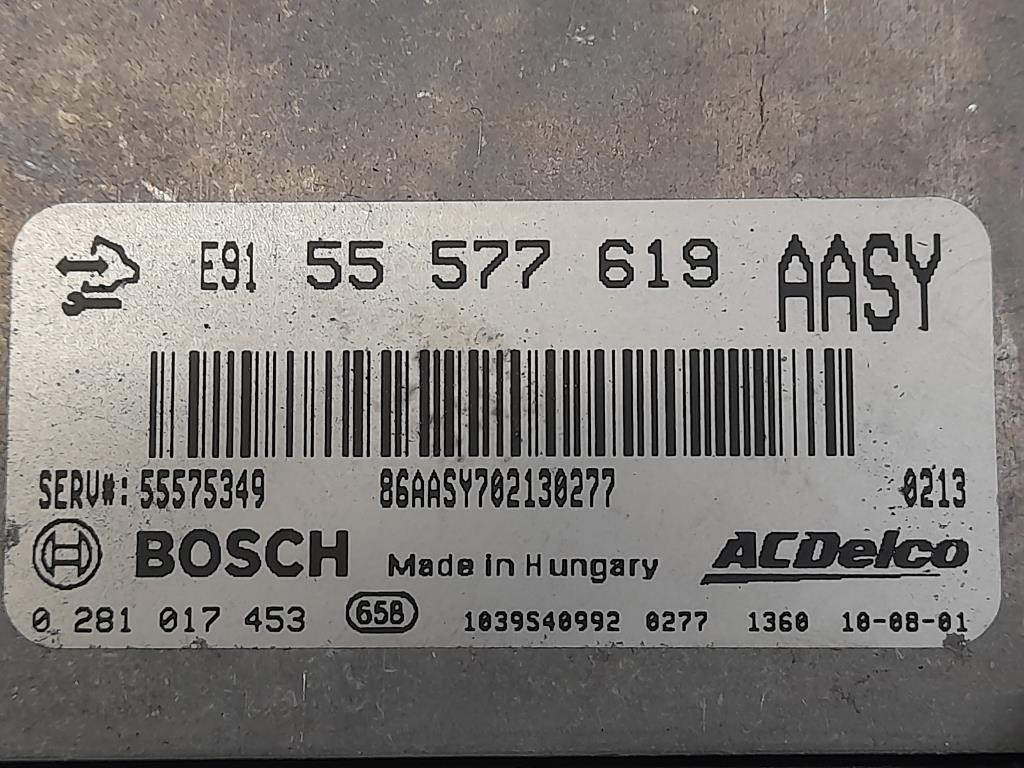 E91 55 577 619 AASY
SERV#: 55575349 86AASY702130277 0213
BOSCH Made in Hungary ACDelco
0 281 017 453 65B 1039S40992 0277 1360 10-08-01